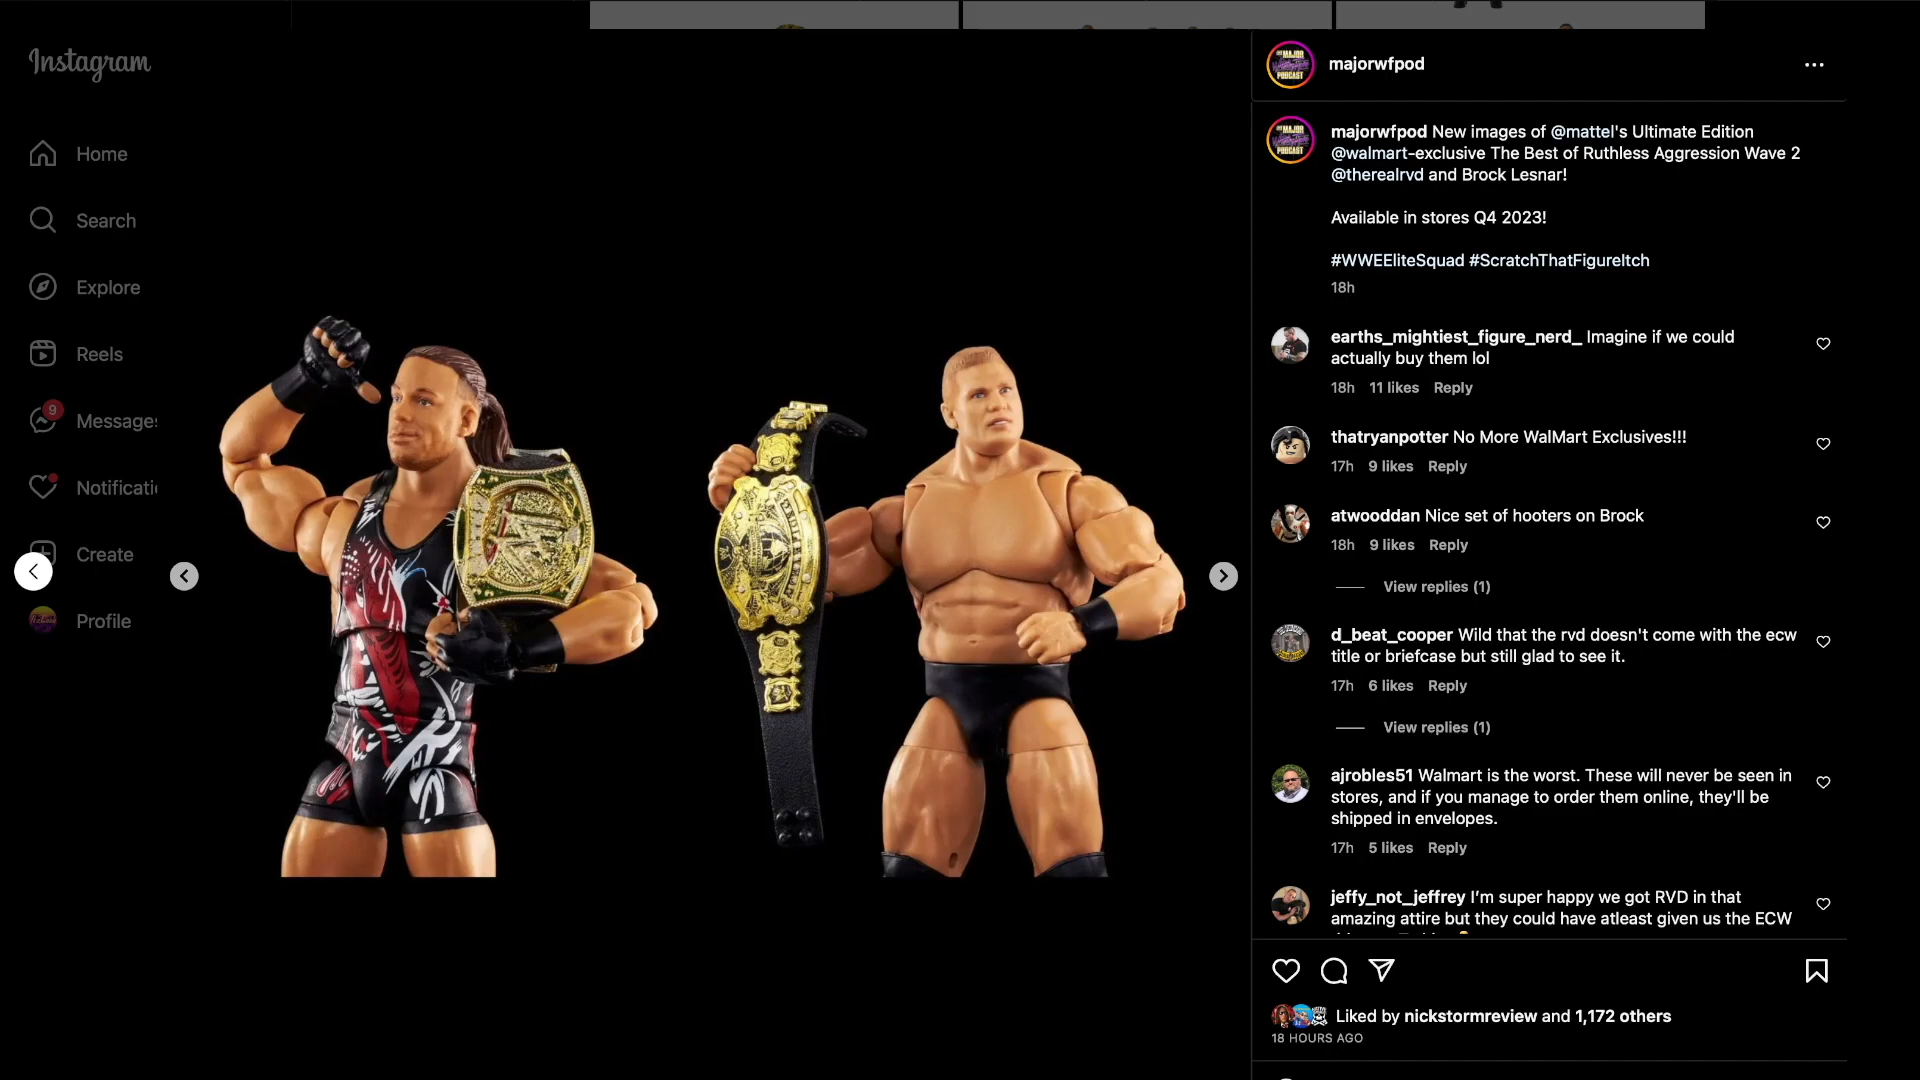 Instagram
Home
Search
Explore
Reels
9
Messages
Notificati
Create
Profile
majorwfpod
majorwfpod New images of @mattel's Ultimate Edition
@walmart-exclusive The Best of Ruthless Aggression Wave 2
@therealrvd and Brock Lesnar!
Available in stores Q4 2023!
#WWEEliteSquad #ScratchThatFigureItch
18h
earths_mightiest_figure_nerd_ Imagine if we could
actually buy them lol
18h 11 likes Reply
thatryanpotter No More WalMart Exclusives!!!
17h 9 likes Reply
atwooddan Nice set of hooters on Brock
18h 9 likes Reply
View replies (1)
d_beat_cooper Wild that the rvd doesn't come with the ecw
title or briefcase but still glad to see it.
17h 6 likes Reply
View replies (1)
ajrobles51 Walmart is the worst. These will never be seen in
stores, and if you manage to order them online, they'll be
shipped in envelopes.
17h 5 likes Reply
jeffy_not_jeffrey I'm super happy we got RVD in that
amazing attire but they could have atleast given us the ECW
Liked by nickstormreview and 1,172 others
18 HOURS AGO